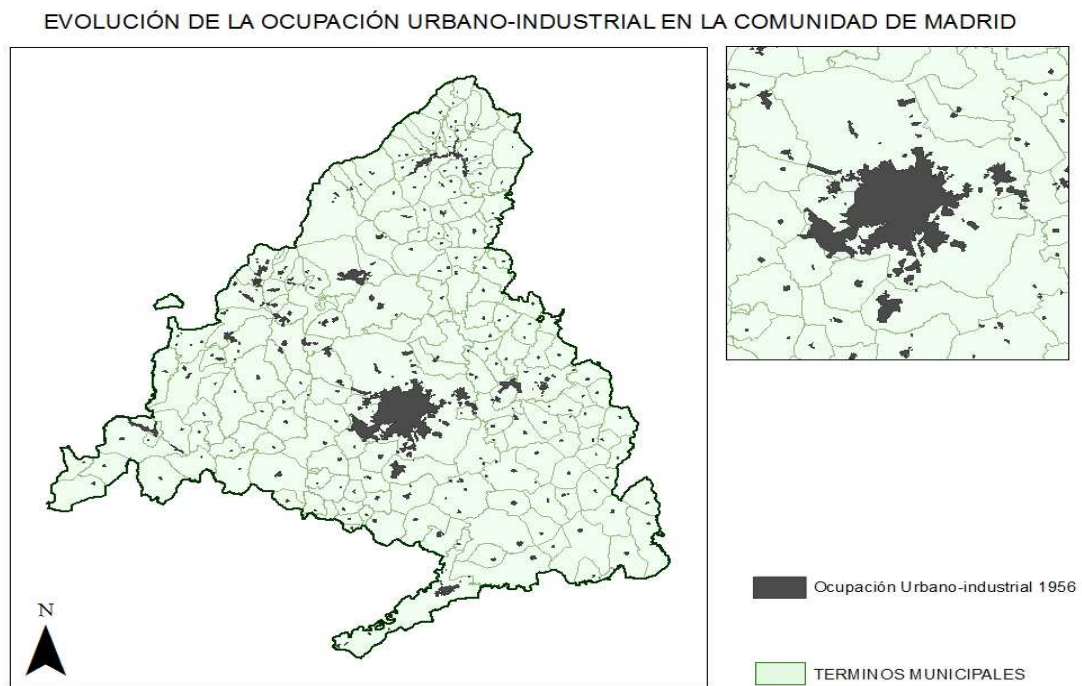 EVOLUCIÓN DE LA OCUPACIÓN URBANO-INDUSTRIAL EN LA COMUNIDAD DE MADRID
N
Ocupación Urbano-industrial 1956
TERMINOS MUNICIPALES